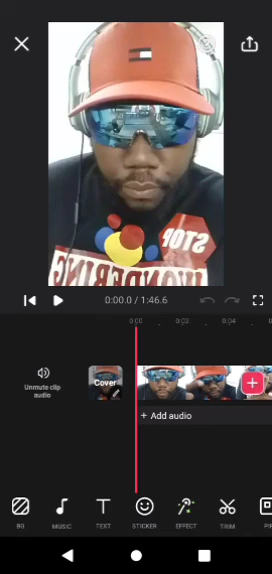 STOP
WONDERING
0:00.0 / 1:46.6
0:00
0:02
0:04
Unmute clip
audio
Cover
+ Add audio
BG
MUSIC
TEXT
STICKER
EFFECT
TRIM